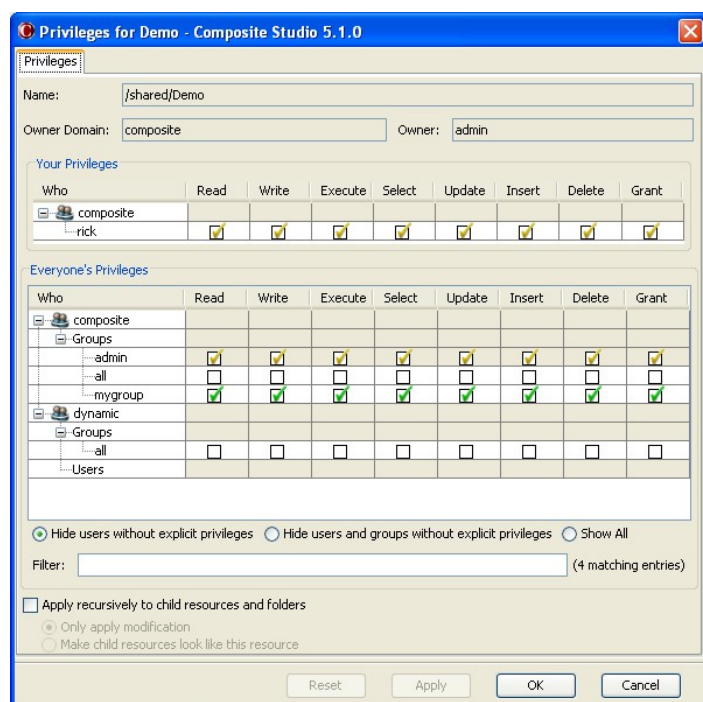 Privileges for Demo - Composite Studio 5.1.0
Privileges
Name: /shared/Demo
Owner Domain: composite Owner: admin
Your Privileges
Who Read Write Execute Select Update Insert Delete Grant
composite
rick
Everyone's Privileges
Who Read Write Execute Select Update Insert Delete Grant
composite
Groups
admin
all
mygroup
dynamic
Groups
all
Users
Hide users without explicit privileges Hide users and groups without explicit privileges Show All
Filter: (4 matching entries)
Apply recursively to child resources and folders
Only apply modification
Make child resources look like this resource
Reset Apply OK Cancel